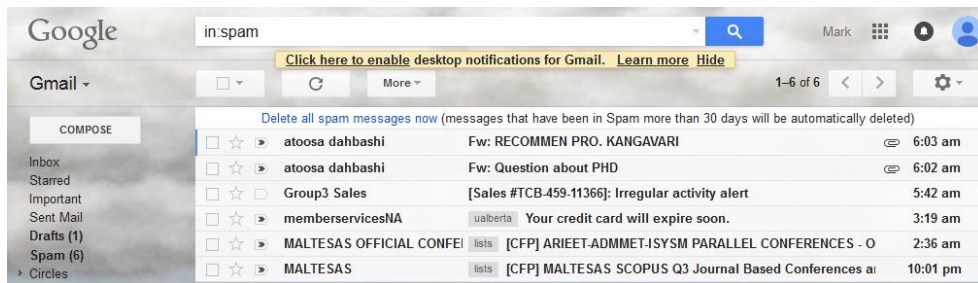 Google in:spam Mark
Click here to enable desktop notifications for Gmail. Learn more Hide
Gmail More 1–6 of 6
Delete all spam messages now (messages that have been in Spam more than 30 days will be automatically deleted)
COMPOSE
Inbox
Starred
Important
Sent Mail
Drafts (1)
Spam (6)
Circles
atoosa dahbashi Fw: RECOMMEN PRO. KANGAVARI 6:03 am
atoosa dahbashi Fw: Question about PHD 6:02 am
Group3 Sales [Sales #TCB-459-11366]: Irregular activity alert 5:42 am
memberservicesNA ualberta Your credit card will expire soon. 3:19 am
MALTESAS OFFICIAL CONFEI lists [CFP] ARIEET-ADMMET-ISYSM PARALLEL CONFERENCES - O 2:36 am
MALTESAS lists [CFP] MALTESAS SCOPUS Q3 Journal Based Conferences ai 10:01 pm